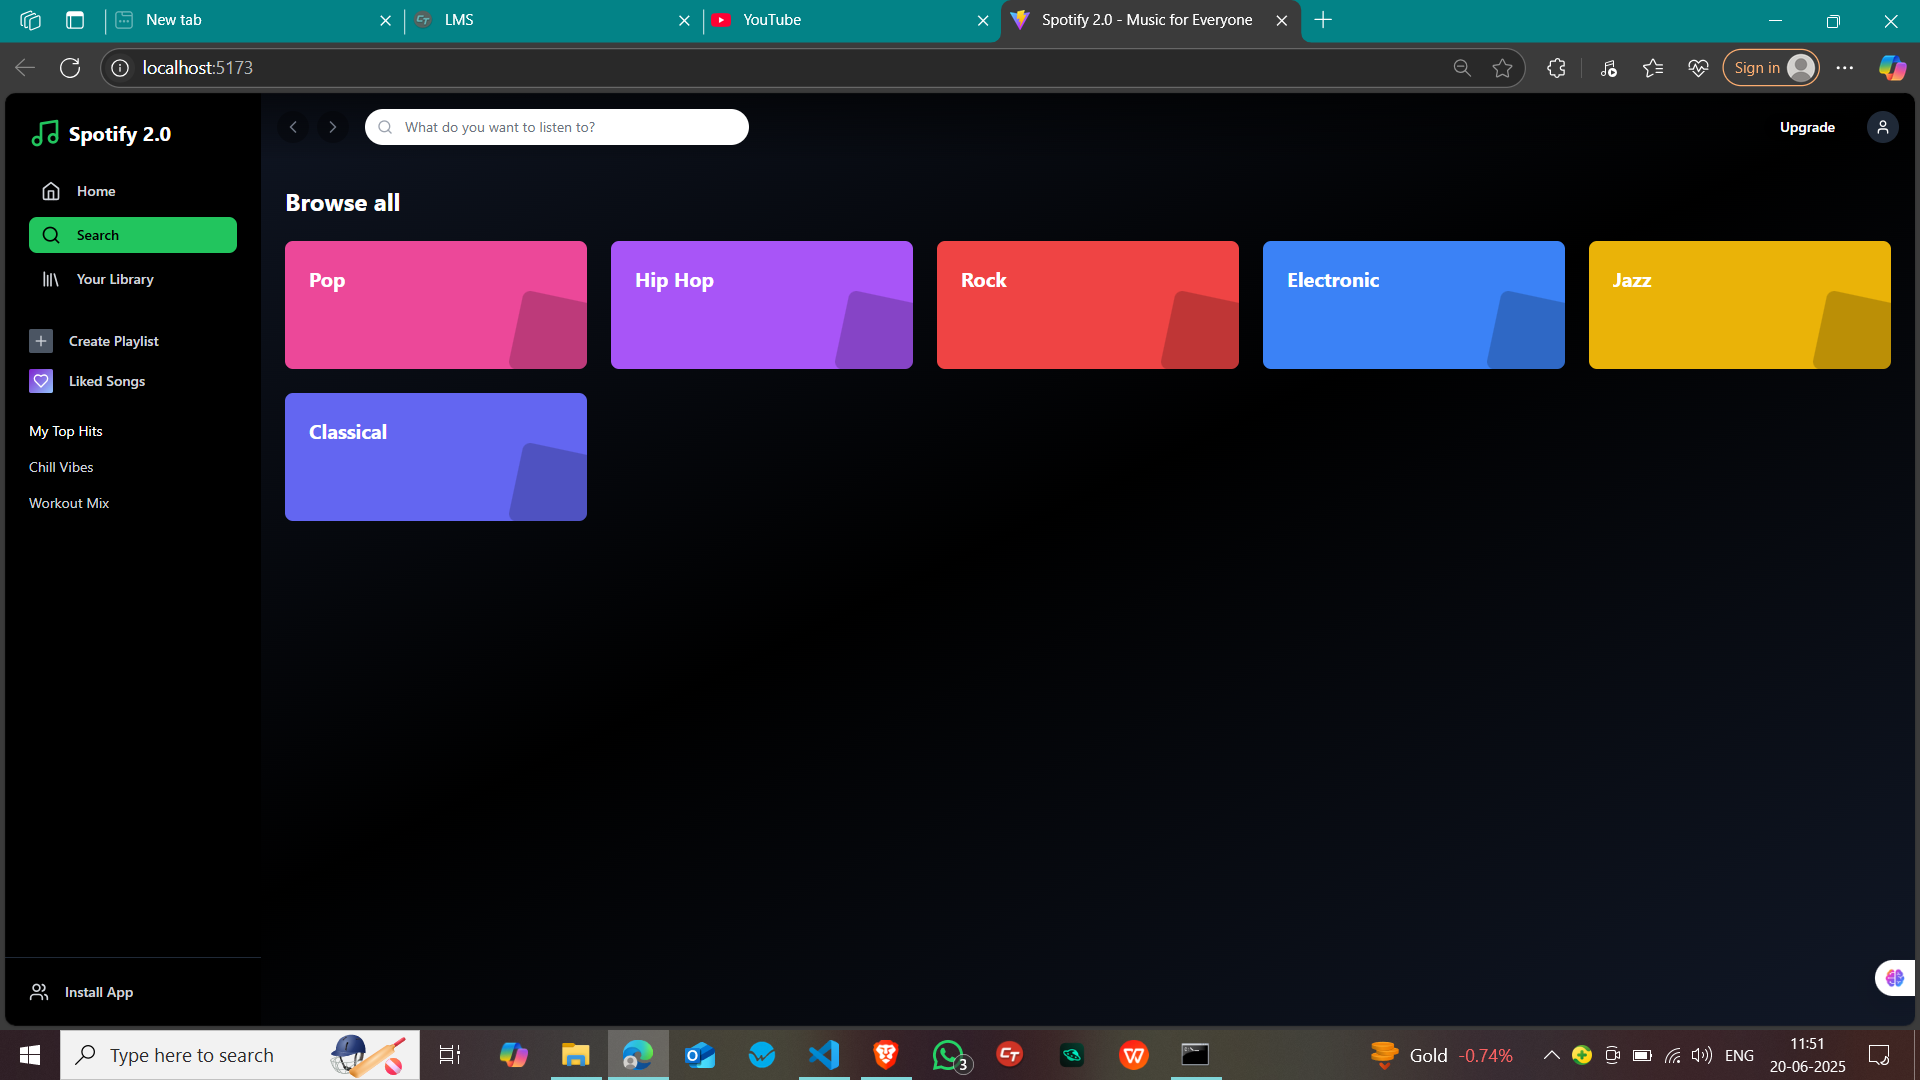 New tab
LMS
YouTube
Spotify 2.0 - Music for Everyone
localhost:5173
Sign in
Spotify 2.0
What do you want to listen to?
Upgrade
Home
Search
Your Library
Create Playlist
Liked Songs
My Top Hits
Chill Vibes
Workout Mix
Install App
Browse all
Pop
Hip Hop
Rock
Electronic
Jazz
Classical
Type here to search
3
CT
Gold -0.74%
ENG
11:51
20-06-2025